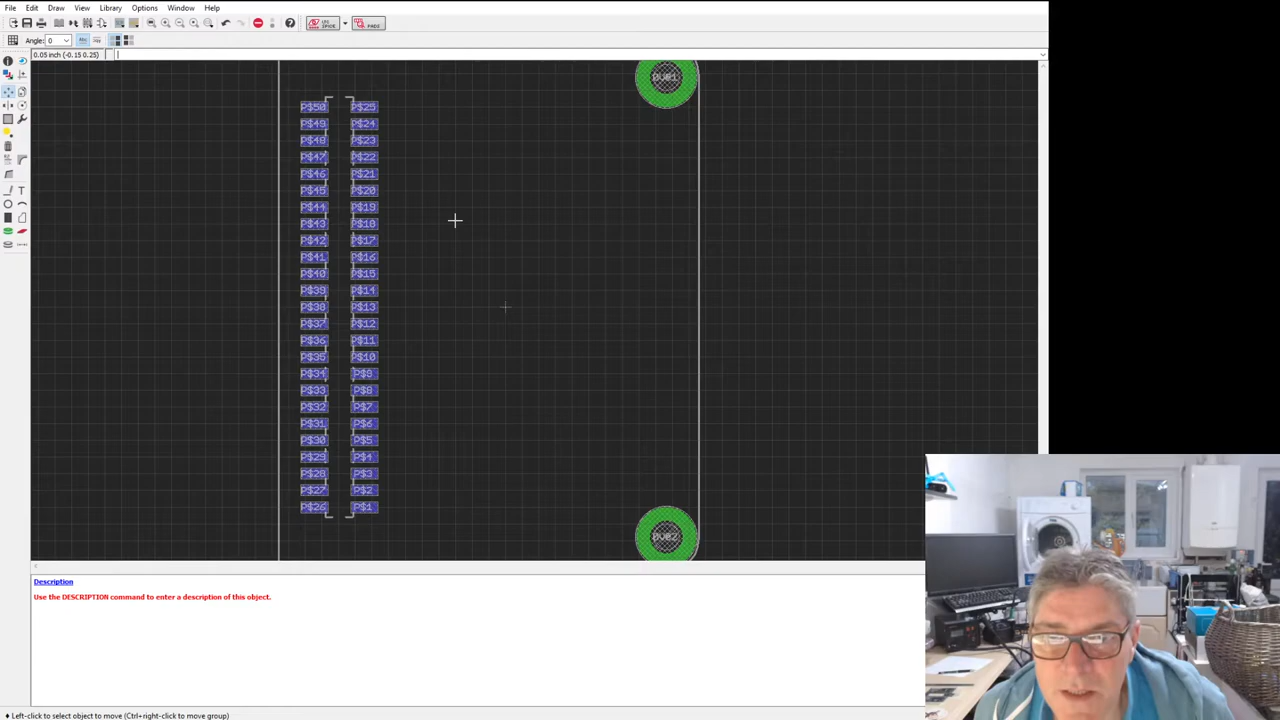 File Edit Draw View Library Options Window Help
Angle: 0
0.05 inch (-0.15 0.25)
P$50 P$25
P$49 P$24
P$48 P$23
P$47 P$22
P$46 P$21
P$45 P$20
P$44 P$19
P$43 P$18
P$42 P$17
P$41 P$16
P$40 P$15
P$39 P$14
P$38 P$13
P$37 P$12
P$36 P$11
P$35 P$10
P$34 P$9
P$33 P$8
P$32 P$7
P$31 P$6
P$30 P$5
P$29 P$4
P$28 P$3
P$27 P$2
P$26 P$1
Description
Use the DESCRIPTION command to enter a description of this object.
Left-click to select object to move (Ctrl+right-click to move group)